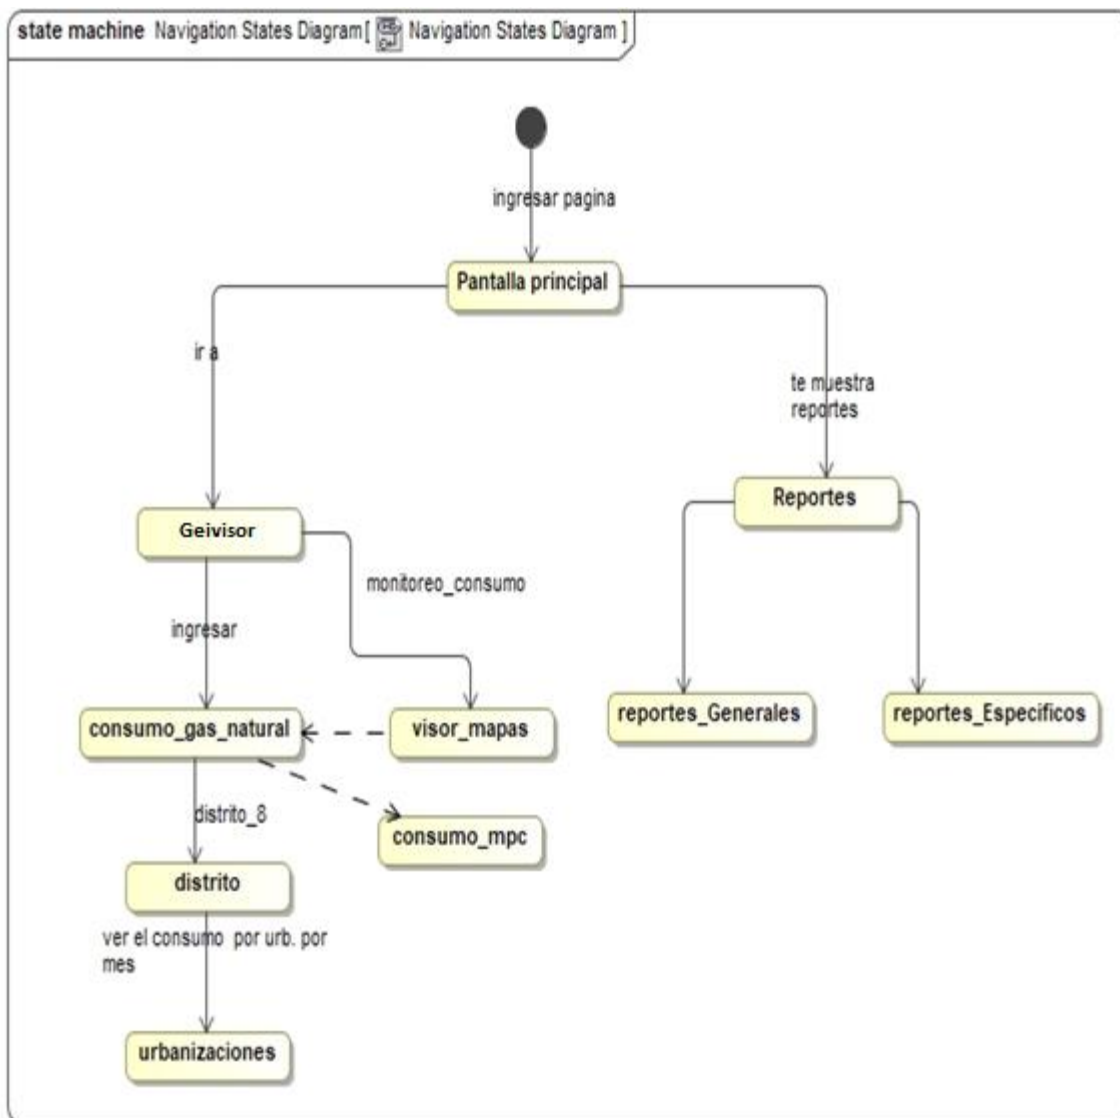 state machine Navigation States Diagram[ Navigation States Diagram ]
ingresar pagina
Pantalla principal
ir a
te muestra
reportes
Reportes
Geivisor
monitoreo_consumo
ingresar
reportes_Generales
reportes_Especificos
consumo_gas_natural
visor_mapas
distrito_8
consumo_mpc
distrito
ver el consumo por urb. por
mes
urbanizaciones